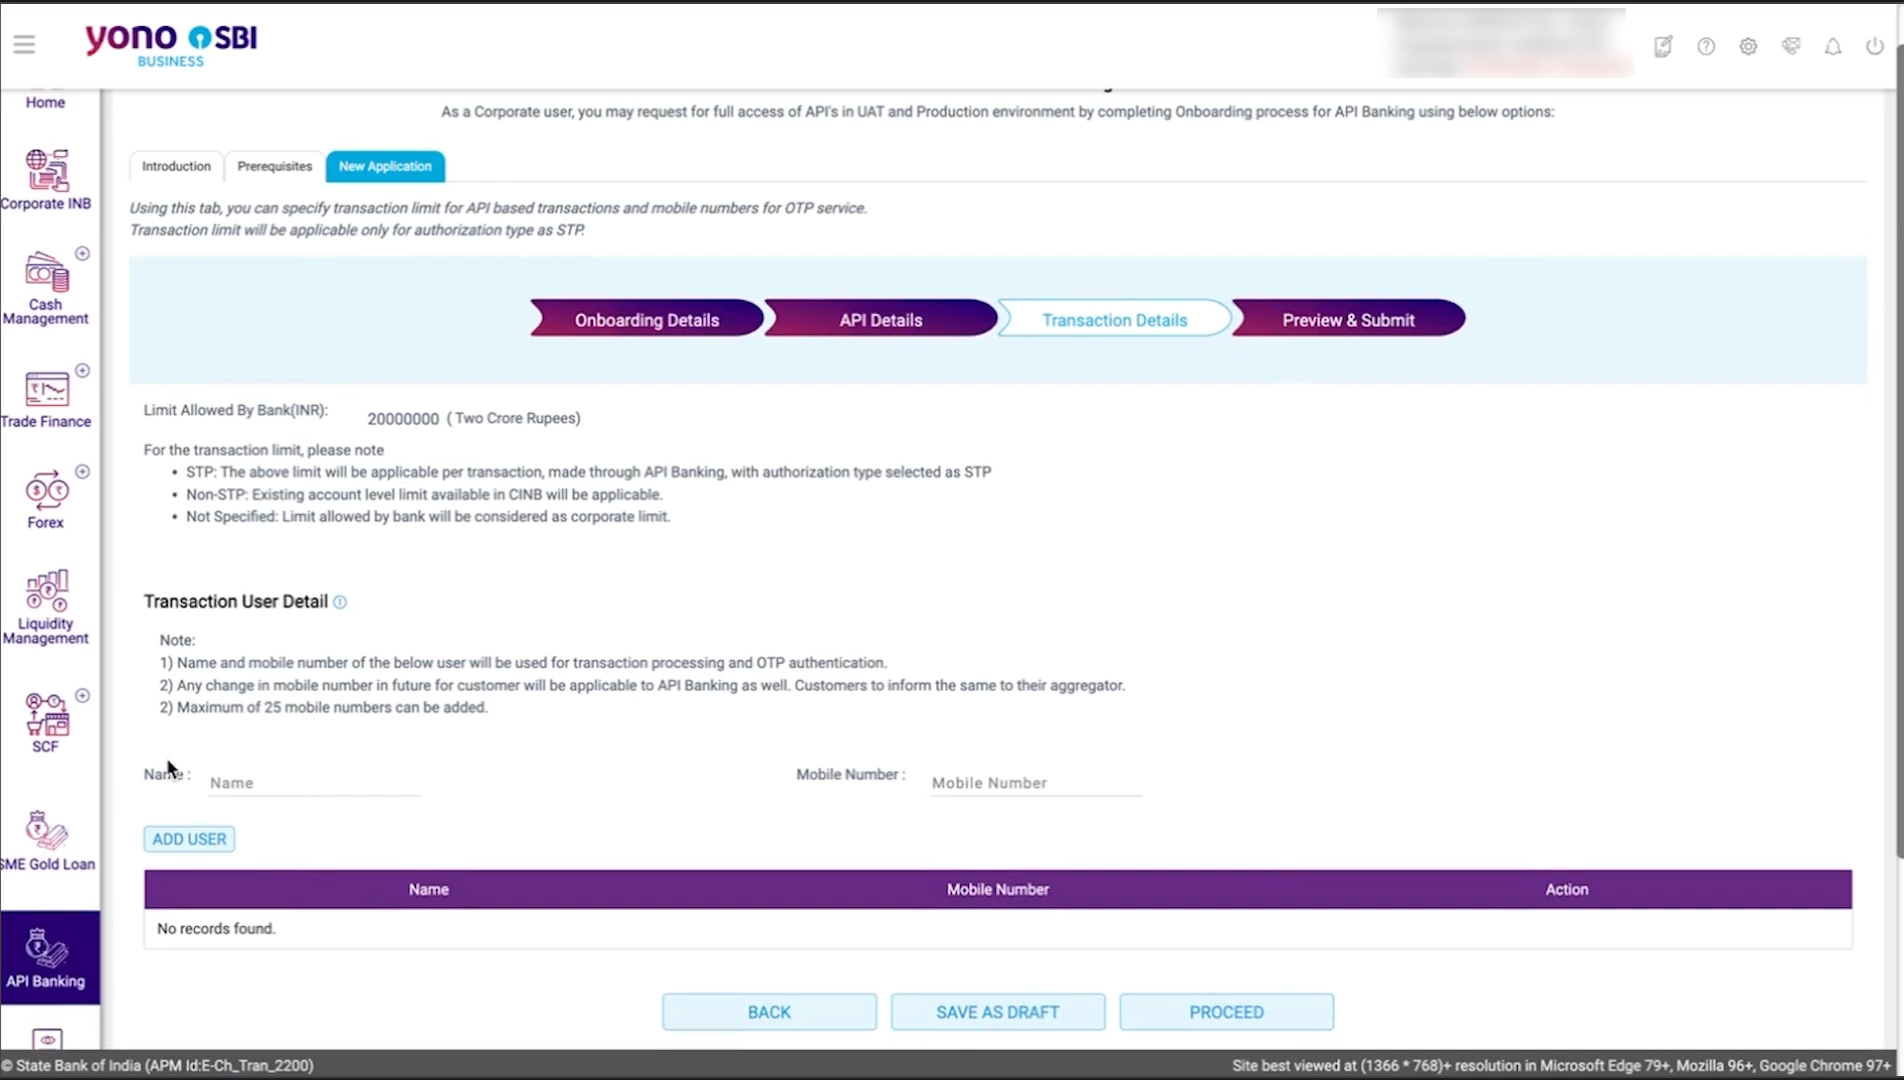 yono SBI
BUSINESS
Home
Corporate INB
Cash
Management
Trade Finance
Forex
Liquidity
Management
SCF
SME Gold Loan
API Banking
As a Corporate user, you may request for full access of API's in UAT and Production environment by completing Onboarding process for API Banking using below options:
Introduction Prerequisites New Application
Using this tab, you can specify transaction limit for API based transactions and mobile numbers for OTP service.
Transaction limit will be applicable only for authorization type as STP.
Onboarding Details API Details Transaction Details Preview & Submit
Limit Allowed By Bank(INR): 20000000 ( Two Crore Rupees)
For the transaction limit, please note
• STP: The above limit will be applicable per transaction, made through API Banking, with authorization type selected as STP
• Non-STP: Existing account level limit available in CINB will be applicable.
• Not Specified: Limit allowed by bank will be considered as corporate limit.
Transaction User Detail
Note:
1) Name and mobile number of the below user will be used for transaction processing and OTP authentication.
2) Any change in mobile number in future for customer will be applicable to API Banking as well. Customers to inform the same to their aggregator.
2) Maximum of 25 mobile numbers can be added.
Name : Name Mobile Number : Mobile Number
ADD USER
Name Mobile Number Action
No records found.
BACK SAVE AS DRAFT PROCEED
© State Bank of India (APM Id:E-Ch_Tran_2200) Site best viewed at (1366 * 768)+ resolution in Microsoft Edge 79+, Mozilla 96+, Google Chrome 97+